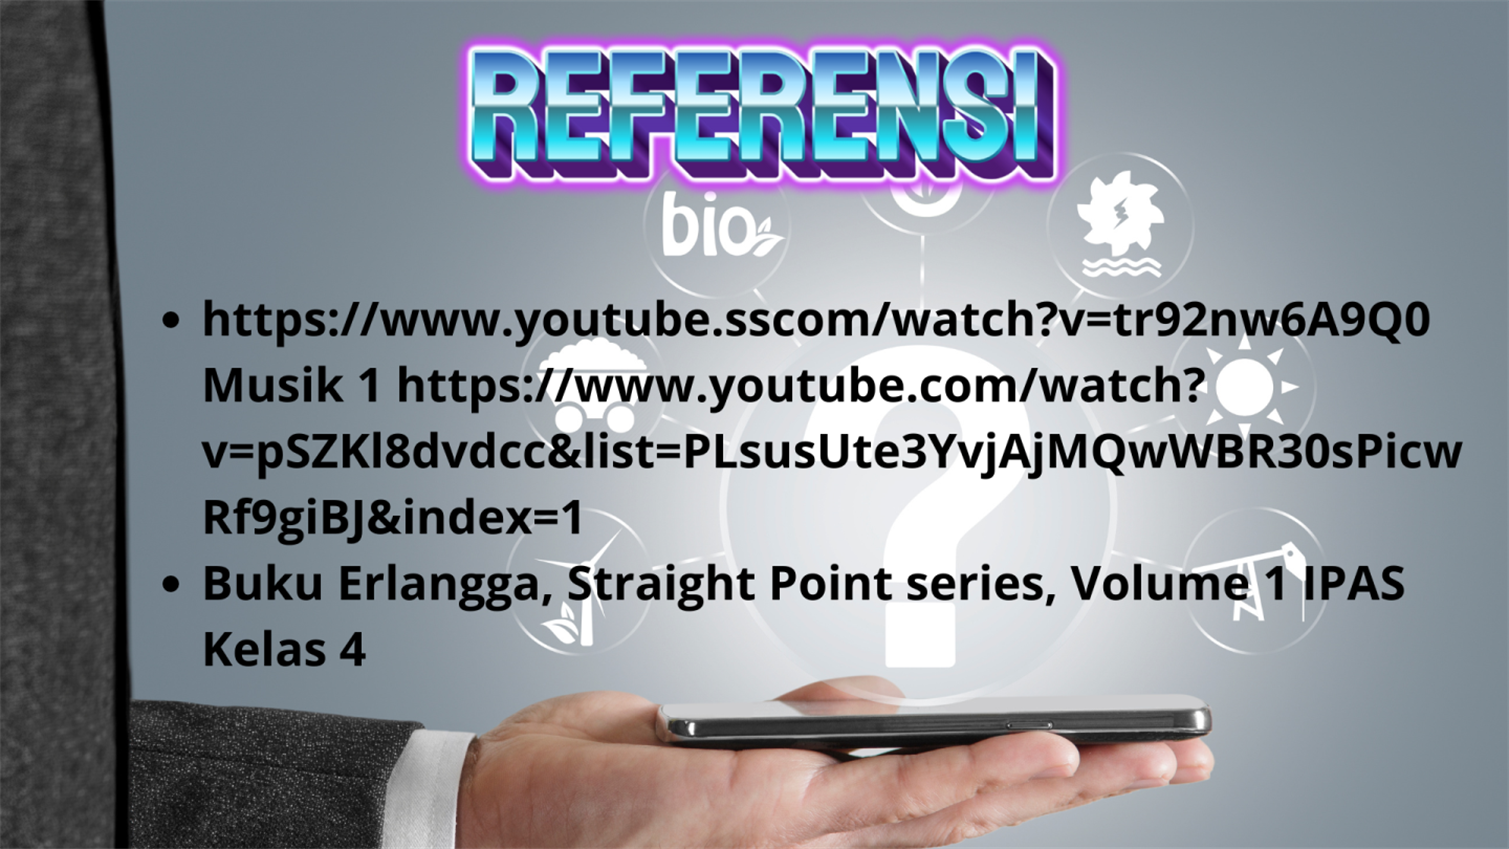 REFERENSI
bio
• https://www.youtube.sscom/watch?v=tr92nw6A9Q0
Musik 1 https://www.youtube.com/watch?
v=pSZKl8dvdcc&list=PLsusUte3YvjAjMQwWBR30sPicw
Rf9giBJ&index=1
• Buku Erlangga, Straight Point series, Volume 1 IPAS
Kelas 4